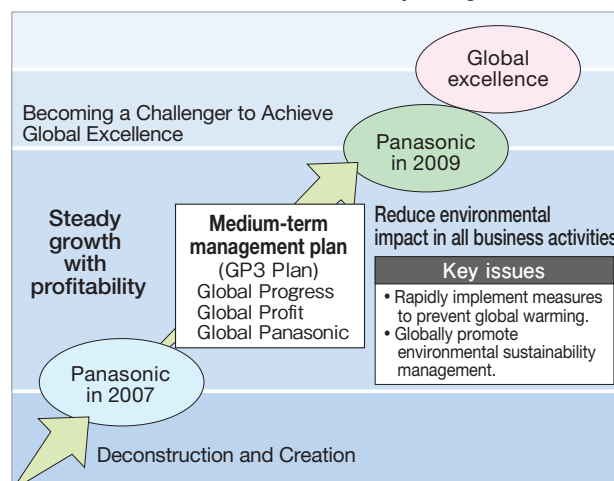 Global
excellence
Becoming a Challenger to Achieve
Global Excellence
Panasonic
in 2009
Steady
growth
with
profitability
Medium-term
management plan
(GP3 Plan)
Global Progress
Global Profit
Global Panasonic
Reduce environmental
impact in all business activities
Key issues
• Rapidly implement measures
to prevent global warming.
• Globally promote
environmental sustainability
management.
Panasonic
in 2007
Deconstruction and Creation